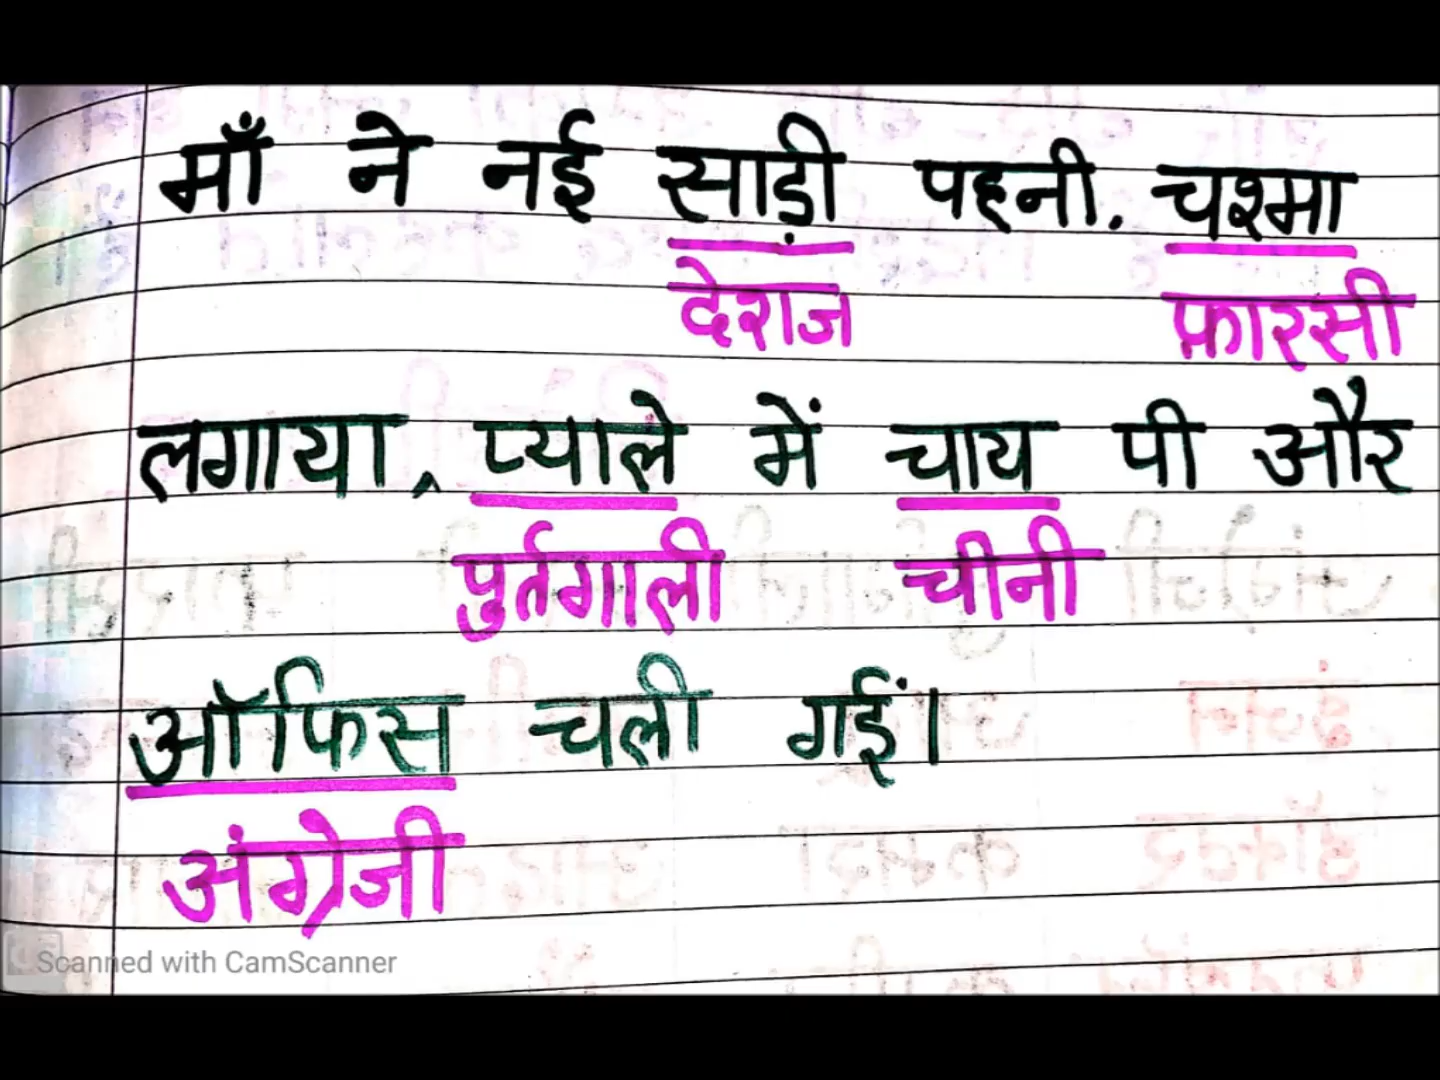 माँ ने नई साड़ी पहनी, चश्मा
देशज फ़ारसी
लगाया, प्याले में चाय पी और
पुर्तगाली चीनी
ऑफिस चली गईं।
अंग्रेजी
Scanned with CamScanner